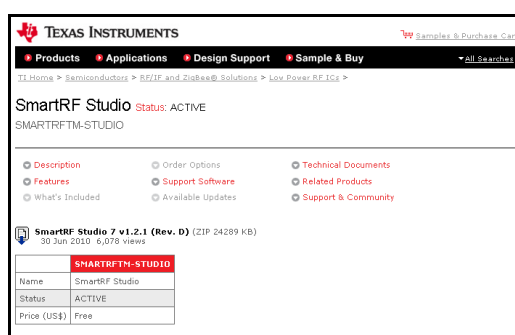 TEXAS INSTRUMENTS
Samples & Purchase Car
Products Applications Design Support Sample & Buy All Searches
TI Home > Semiconductors > RF/IF and ZigBee® Solutions > Low Power RF ICs >
SmartRF Studio Status: ACTIVE
SMARTRFTM-STUDIO
Description Order Options Technical Documents
Features Support Software Related Products
What's Included Available Updates Support & Community
SmartRF Studio 7 v1.2.1 (Rev. D) (ZIP 24289 KB)
30 Jun 2010 6,078 views
SMARTRFTM-STUDIO
Name SmartRF Studio
Status ACTIVE
Price (US$) Free